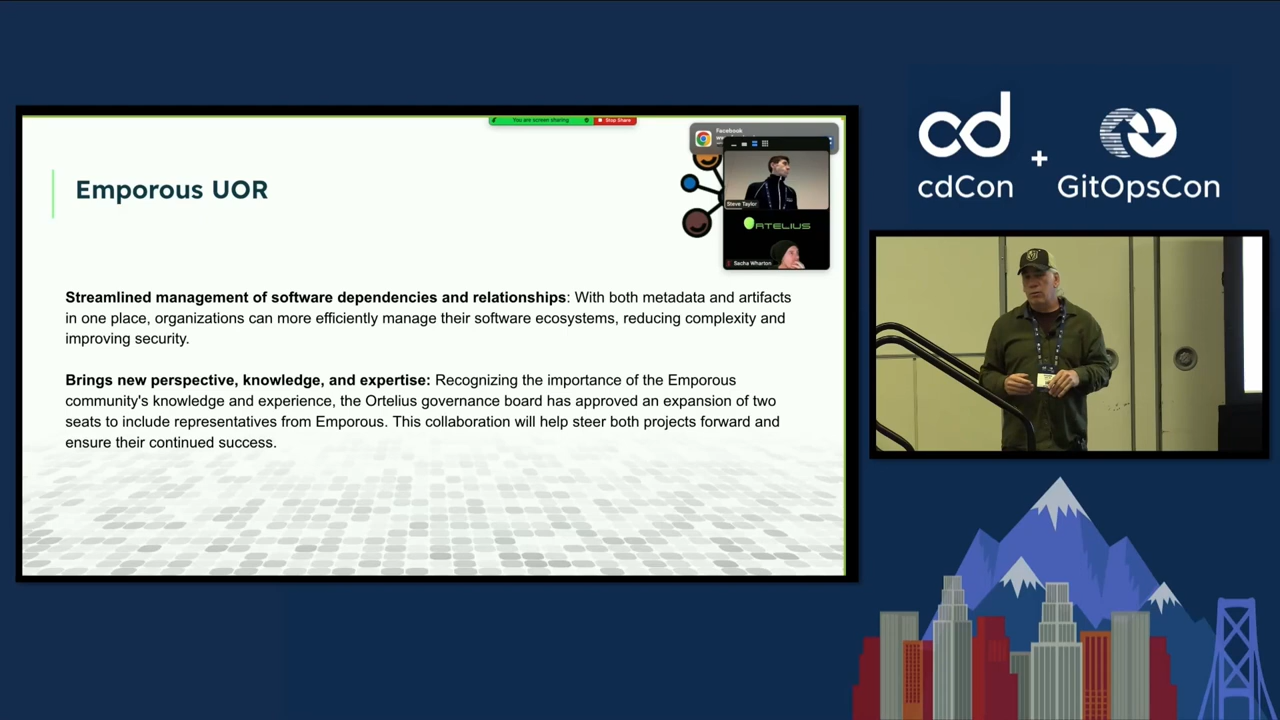 You are screen sharing
Stop Share
Facebook
Emporous UOR
Steve Taylor
RTELIUS
Sacha Wharton
Streamlined management of software dependencies and relationships: With both metadata and artifacts
in one place, organizations can more efficiently manage their software ecosystems, reducing complexity and
improving security.
Brings new perspective, knowledge, and expertise: Recognizing the importance of the Emporous
community's knowledge and experience, the Ortelius governance board has approved an expansion of two
seats to include representatives from Emporous. This collaboration will help steer both projects forward and
ensure their continued success.
cd
cdCon
+
GitOpsCon